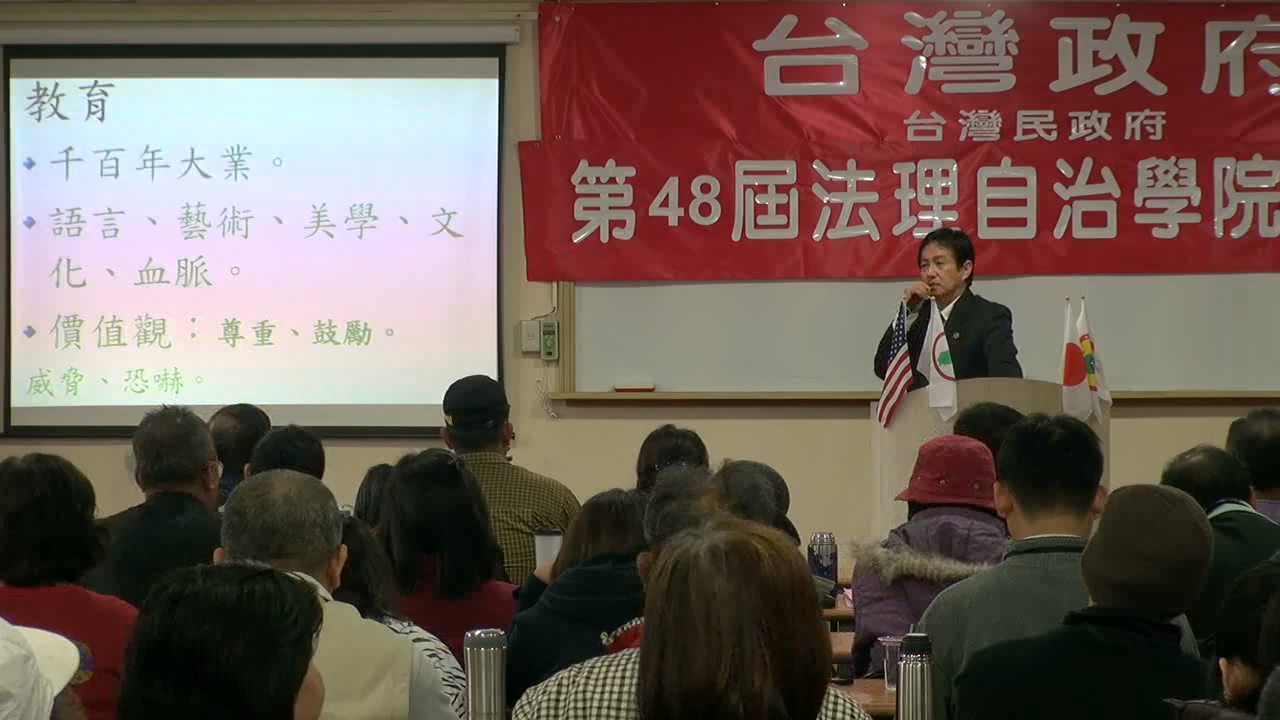 教育
千百年大業。
語言、藝術、美學、文
化、血脈。
價值觀：尊重、鼓勵。
威脅、恐嚇。
台灣政府
台灣民政府
第48屆法理自治學院